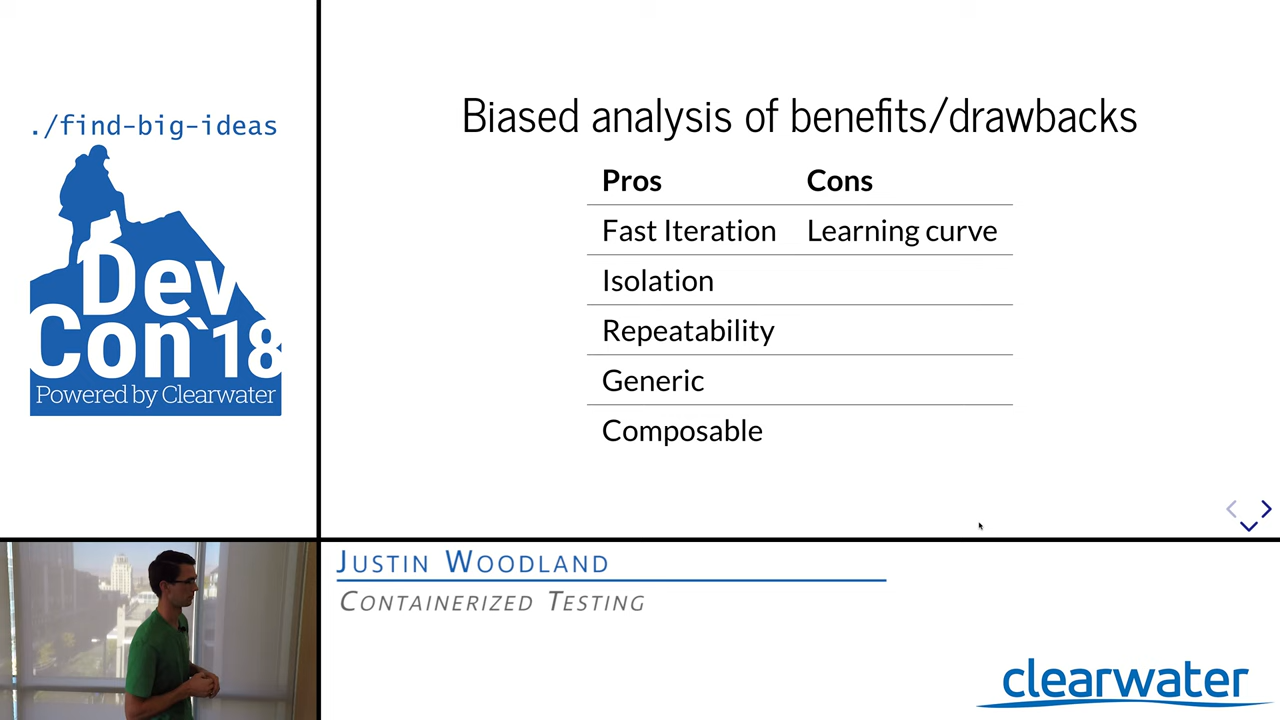 ./find-big-ideas
Dev
Con`18
Powered by Clearwater
Biased analysis of benefits/drawbacks
Pros Cons
Fast Iteration Learning curve
Isolation
Repeatability
Generic
Composable
Justin Woodland
Containerized Testing
clearwater